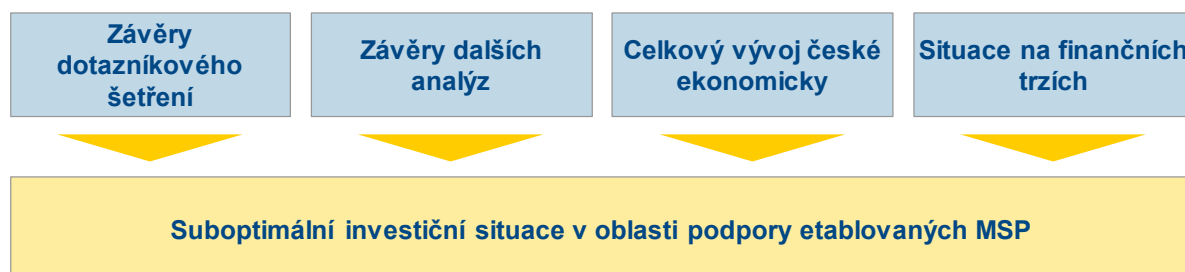 Závěry
dotazníkového
šetření
Závěry dalších
analýz
Celkový vývoj české
ekonomicky
Situace na finančních
trzích
Suboptimální investiční situace v oblasti podpory etablovaných MSP